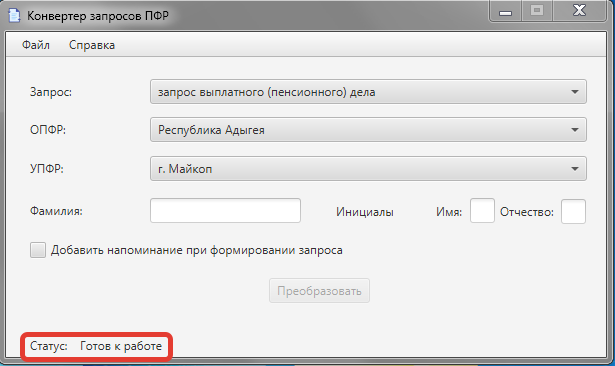 Конвертер запросов ПФР
Файл Справка
Запрос: запрос выплатного (пенсионного) дела
ОПФР: Республика Адыгея
УПФР: г. Майкоп
Фамилия: Инициалы Имя: Отчество:
Добавить напоминание при формировании запроса
Преобразовать
Статус: Готов к работе